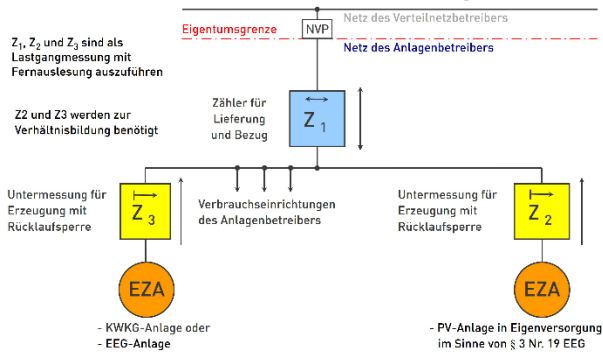 Netz des Verteilnetzbetreibers
Eigentumsgrenze
NVP
Netz des Anlagenbetreibers
Z1, Z2 und Z3 sind als
Lastgangmessung mit
Fernauslesung auszuführen
Z2 und Z3 werden zur
Verhältnisbildung benötigt
Zähler für
Lieferung
und Bezug
Z1
Untermessung für
Erzeugung mit
Rücklaufsperre
Z3
Verbrauchseinrichtungen
des Anlagenbetreibers
Untermessung für
Erzeugung mit
Rücklaufsperre
Z2
EZA
EZA
- KWKG-Anlage oder
- EEG-Anlage
- PV-Anlage in Eigenversorgung
im Sinne von § 3 Nr. 19 EEG